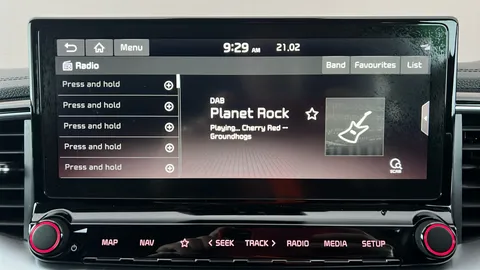 Menu
9:29 AM
21.02
Radio
Band
Favourites
List
Press and hold
Press and hold
Press and hold
Press and hold
Press and hold
DAB
Planet Rock
Playing... Cherry Red —
Groundhogs
SCAN
MAP
NAV
SEEK
TRACK
RADIO
MEDIA
SETUP